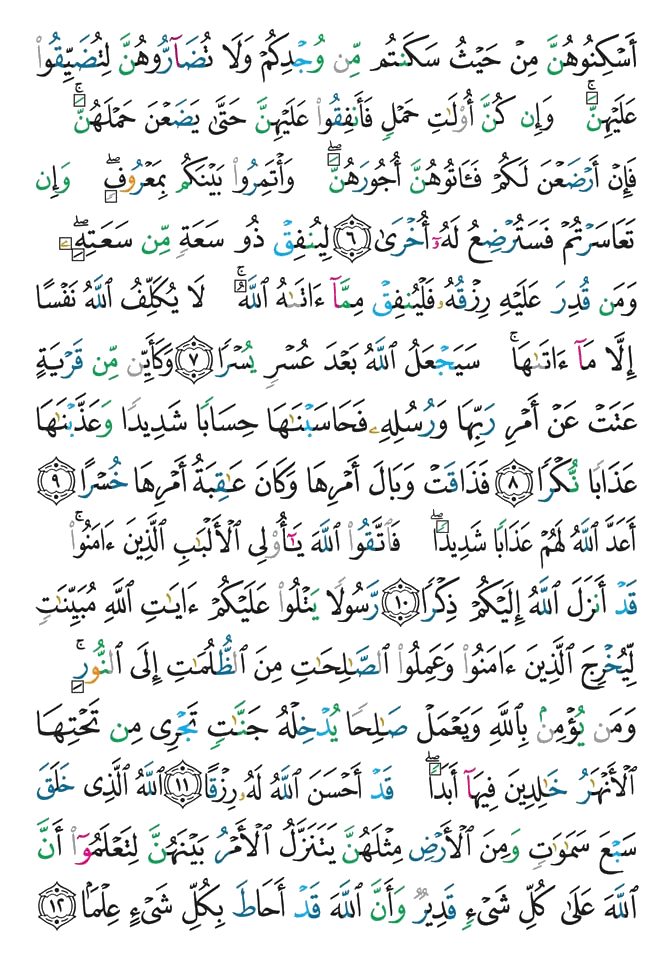 أَسْكِنُوهُنَّ مِنْ حَيْثُ سَكَنتُم مِّن وُجْدِكُمْ وَلَا تُضَآرُّوهُنَّ لِتُضَيِّقُوا۟
عَلَيْهِنَّ ۚ وَإِن كُنَّ أُو۟لَـٰتِ حَمْلٍ فَأَنفِقُوا۟ عَلَيْهِنَّ حَتَّىٰ يَضَعْنَ حَمْلَهُنَّ ۚ
فَإِنْ أَرْضَعْنَ لَكُمْ فَـَٔاتُوهُنَّ أُجُورَهُنَّ ۖ وَأْتَمِرُوا۟ بَيْنَكُم بِمَعْرُوفٍ ۖ وَإِن
تَعَاسَرْتُمْ فَسَتُرْضِعُ لَهُۥٓ أُخْرَىٰ ﴿٦﴾ لِيُنفِقْ ذُو سَعَةٍ مِّن سَعَتِهِۦ ۖ
وَمَن قُدِرَ عَلَيْهِ رِزْقُهُۥ فَلْيُنفِقْ مِمَّآ ءَاتَىٰهُ ٱللَّهُ ۚ لَا يُكَلِّفُ ٱللَّهُ نَفْسًا
إِلَّا مَآ ءَاتَىٰهَا ۚ سَيَجْعَلُ ٱللَّهُ بَعْدَ عُسْرٍ يُسْرًا ﴿٧﴾ وَكَأَيِّن مِّن قَرْيَةٍ
عَتَتْ عَنْ أَمْرِ رَبِّهَا وَرُسُلِهِۦ فَحَاسَبْنَـٰهَا حِسَابًا شَدِيدًا وَعَذَّبْنَـٰهَا
عَذَابًا نُّكْرًا ﴿٨﴾ فَذَاقَتْ وَبَالَ أَمْرِهَا وَكَانَ عَـٰقِبَةُ أَمْرِهَا خُسْرًا ﴿٩﴾
أَعَدَّ ٱللَّهُ لَهُمْ عَذَابًا شَدِيدًا ۖ فَٱتَّقُوا۟ ٱللَّهَ يَـٰٓأُو۟لِى ٱلْأَلْبَـٰبِ ٱلَّذِينَ ءَامَنُوا۟ ۚ
قَدْ أَنزَلَ ٱللَّهُ إِلَيْكُمْ ذِكْرًا ﴿١٠﴾ رَّسُولًا يَتْلُوا۟ عَلَيْكُمْ ءَايَـٰتِ ٱللَّهِ مُبَيِّنَـٰتٍ
لِّيُخْرِجَ ٱلَّذِينَ ءَامَنُوا۟ وَعَمِلُوا۟ ٱلصَّـٰلِحَـٰتِ مِنَ ٱلظُّلُمَـٰتِ إِلَى ٱلنُّورِ ۚ
وَمَن يُؤْمِنۢ بِٱللَّهِ وَيَعْمَلْ صَـٰلِحًا يُدْخِلْهُ جَنَّـٰتٍ تَجْرِى مِن تَحْتِهَا
ٱلْأَنْهَـٰرُ خَـٰلِدِينَ فِيهَآ أَبَدًا ۖ قَدْ أَحْسَنَ ٱللَّهُ لَهُۥ رِزْقًا ﴿١١﴾ ٱللَّهُ ٱلَّذِى خَلَقَ
سَبْعَ سَمَـٰوَٰتٍ وَمِنَ ٱلْأَرْضِ مِثْلَهُنَّ يَتَنَزَّلُ ٱلْأَمْرُ بَيْنَهُنَّ لِتَعْلَمُوٓا۟ أَنَّ
ٱللَّهَ عَلَىٰ كُلِّ شَىْءٍ قَدِيرٌ وَأَنَّ ٱللَّهَ قَدْ أَحَاطَ بِكُلِّ شَىْءٍ عِلْمًۢا ﴿١٢﴾